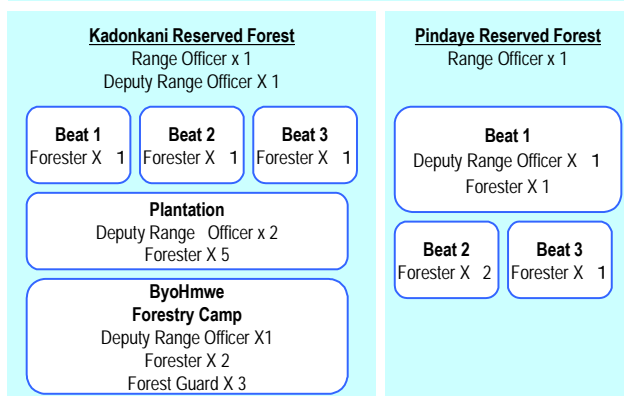 Kadonkani Reserved Forest
Range Officer x 1
Deputy Range Officer X 1
Beat 1
Forester X 1
Beat 2
Forester X 1
Beat 3
Forester X 1
Plantation
Deputy Range Officer x 2
Forester X 5
ByoHmwe
Forestry Camp
Deputy Range Officer X1
Forester X 2
Forest Guard X 3
Pindaye Reserved Forest
Range Officer x 1
Beat 1
Deputy Range Officer X 1
Forester X 1
Beat 2
Forester X 2
Beat 3
Forester X 1